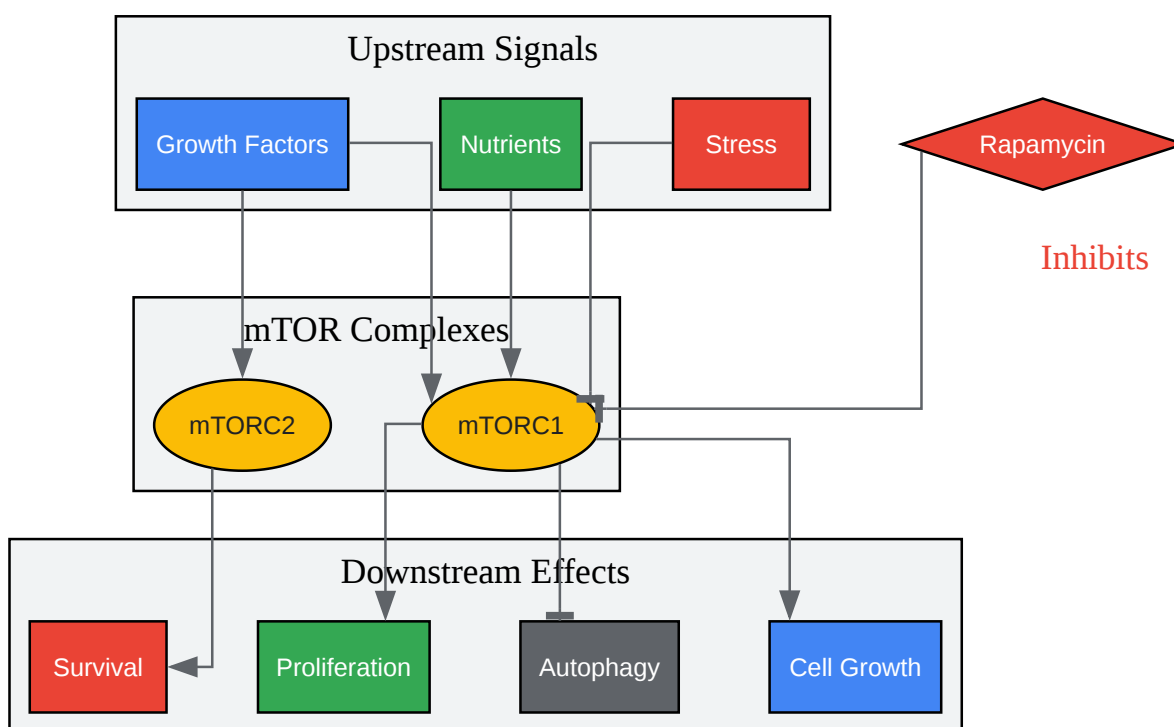 Upstream Signals
Growth Factors
Nutrients
Stress
Rapamycin
Inhibits
mTOR Complexes
mTORC2
mTORC1
Downstream Effects
Survival
Proliferation
Autophagy
Cell Growth